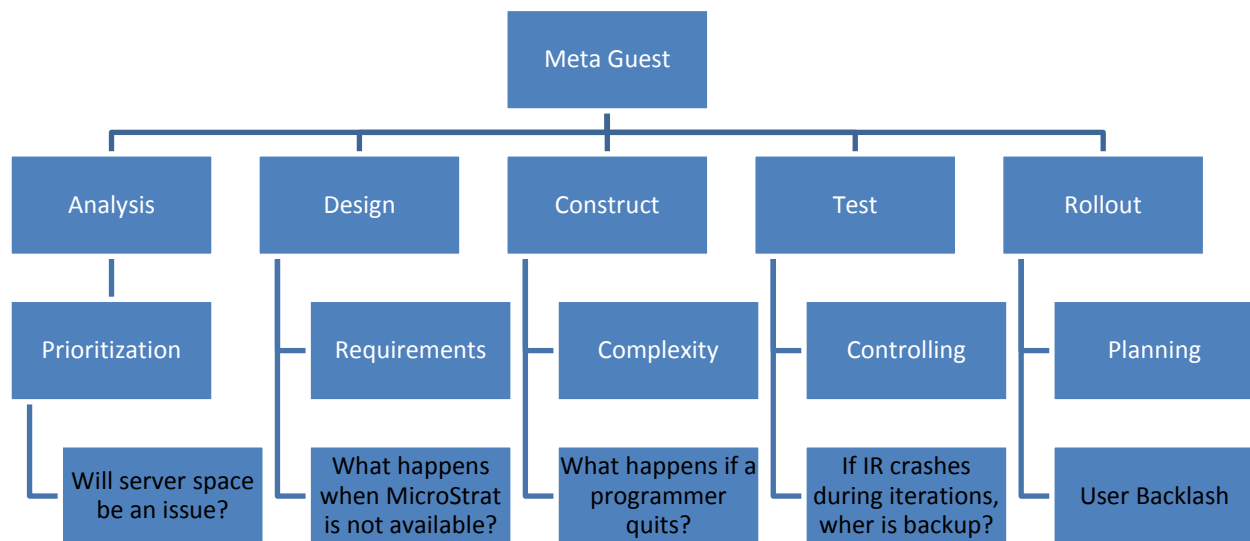 Meta Guest
Analysis
Design
Construct
Test
Rollout
Prioritization
Requirements
Complexity
Controlling
Planning
Will server space
be an issue?
What happens
when MicroStrat
is not available?
What happens if a
programmer
quits?
If IR crashes
during iterations,
wher is backup?
User Backlash